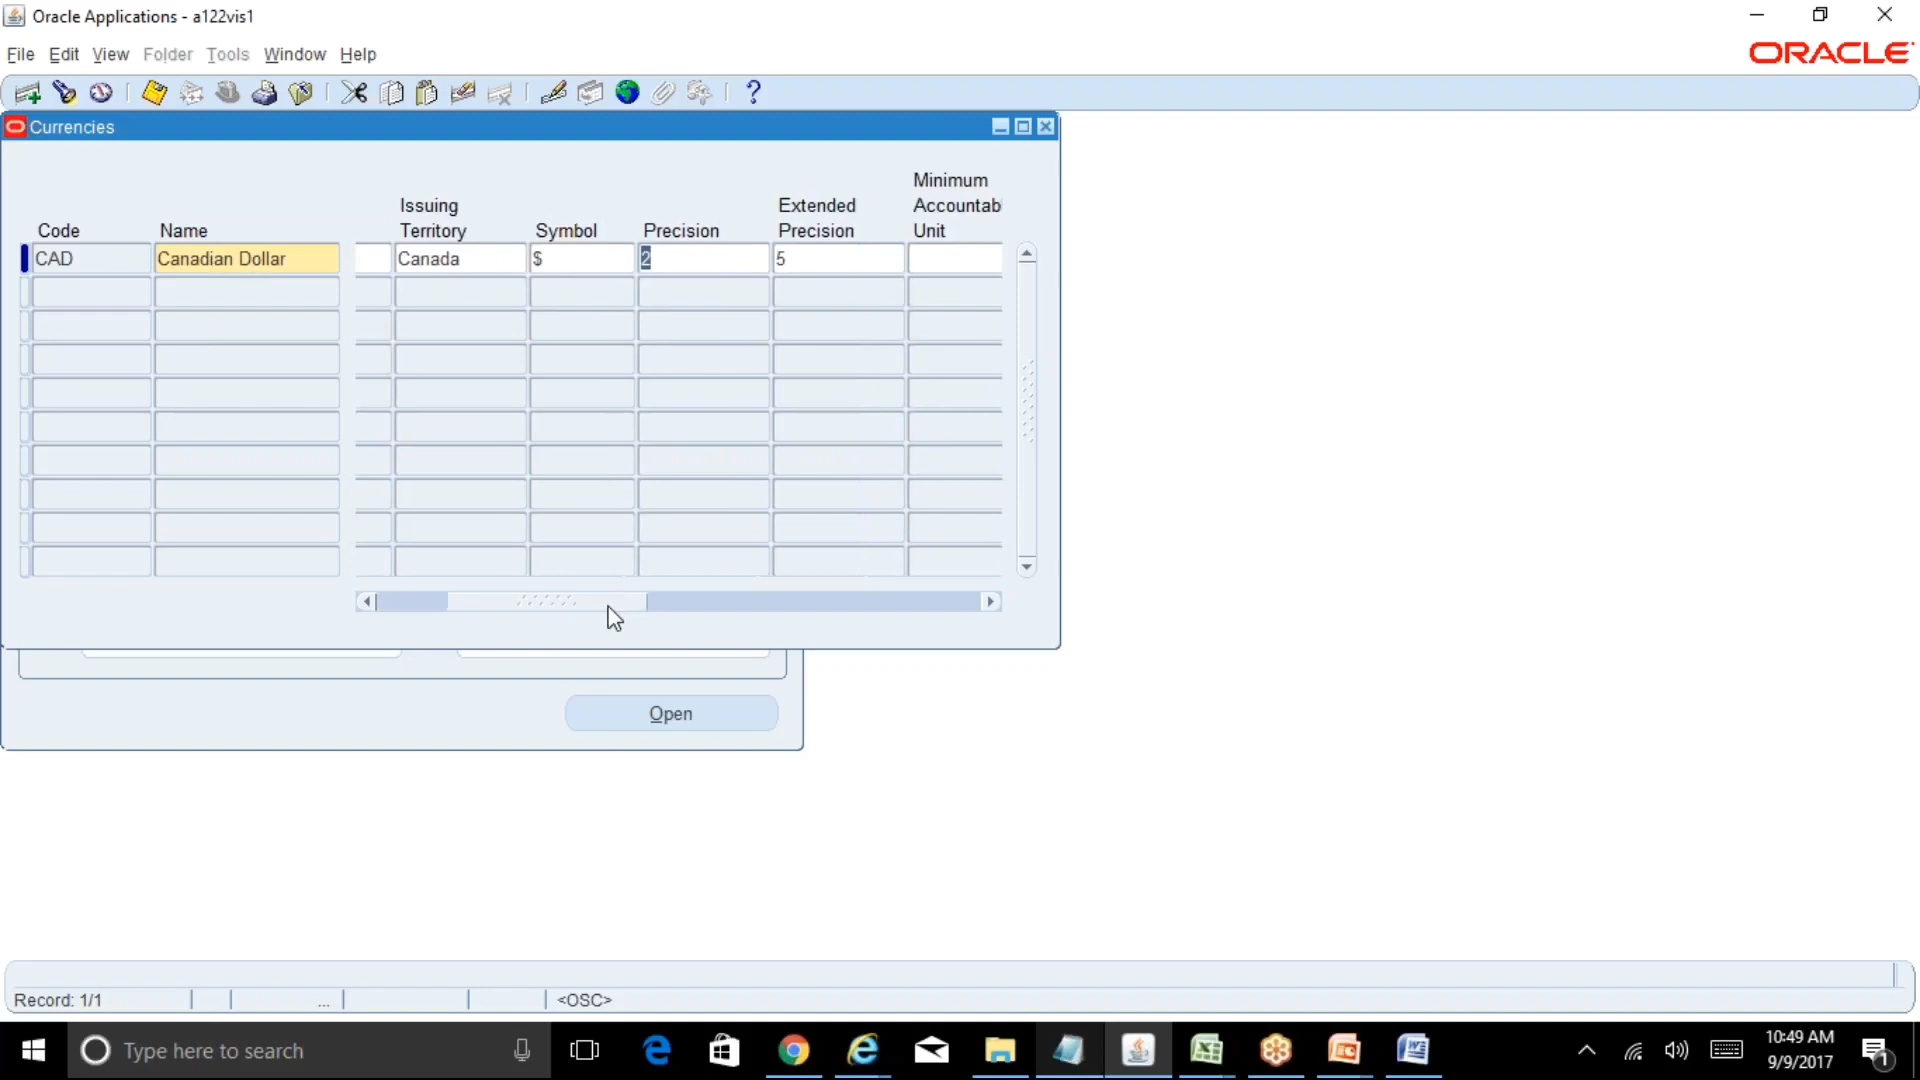 Oracle Applications - a122vis1
File Edit View Folder Tools Window Help
ORACLE
Currencies
Code Name Issuing Territory Symbol Precision Extended Precision Minimum Accountab Unit
CAD Canadian Dollar Canada $ 2 5
Open
Record: 1/1 ... <OSC>
Type here to search
10:49 AM
9/9/2017
1